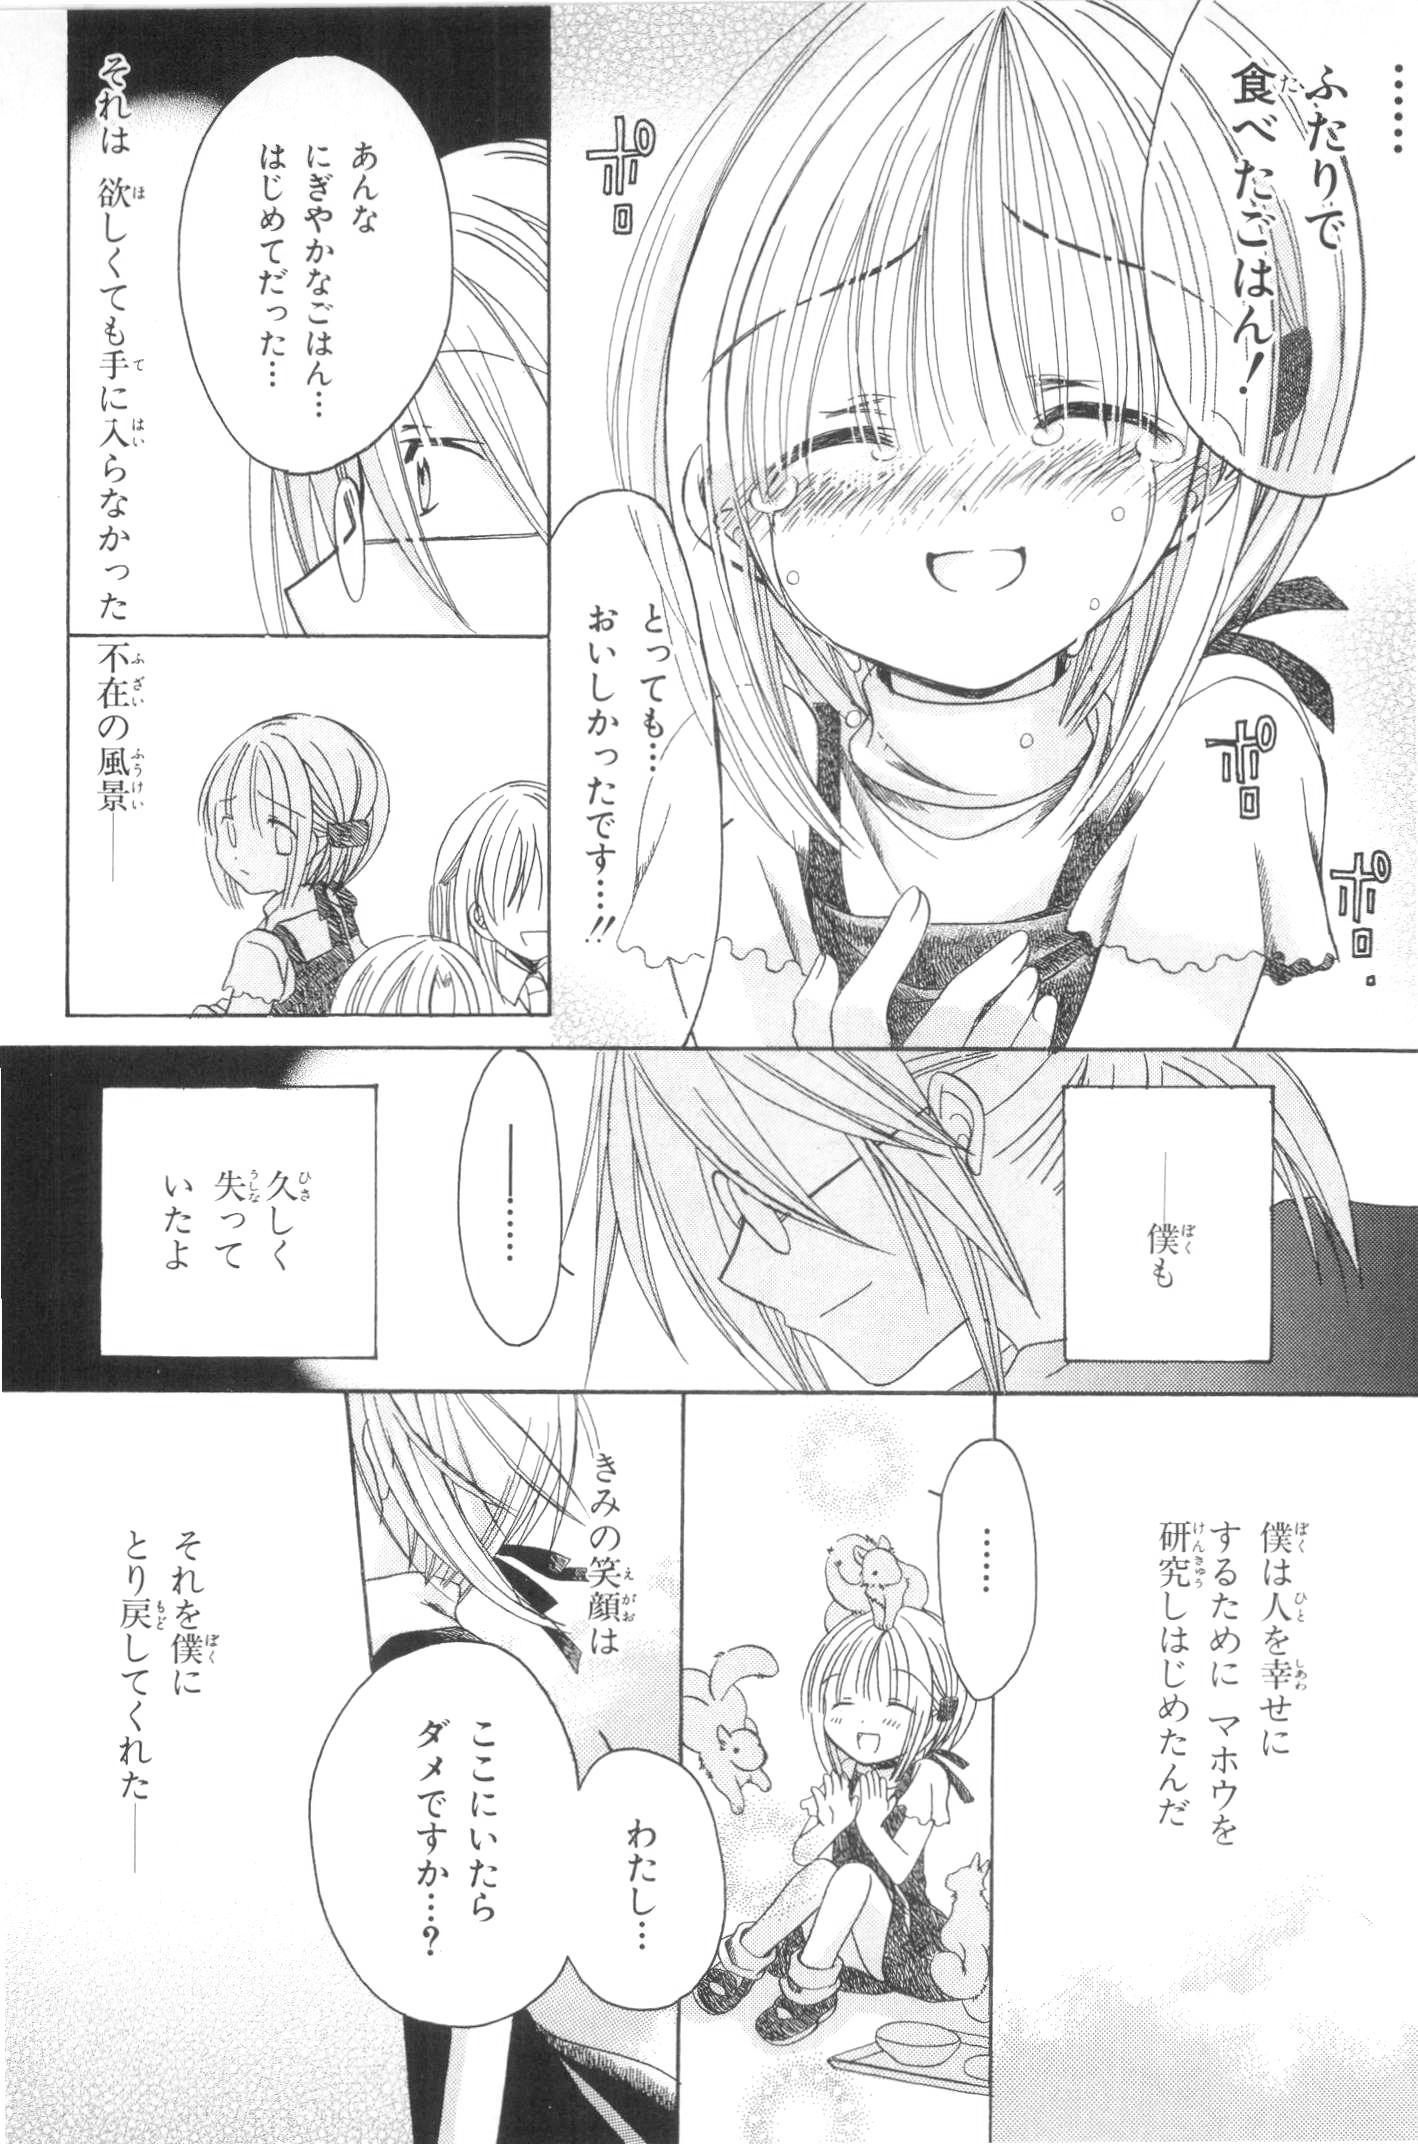 ……
ふたりで
食べたごはん!
ポロ
とっても…
おいしかったです……!!
ポロ
ポロ
あんな
にぎやかなごはん…
はじめてだった…
それは 欲しくても手に入らなかった
不在の風景――
――僕も
――……
久しく
失って
いたよ
僕は人を幸せに
するために マホウを
研究しはじめたんだ
……
きみの笑顔は
わたし…
ここにいたら
ダメですか…?
それを僕に
とり戻してくれた――